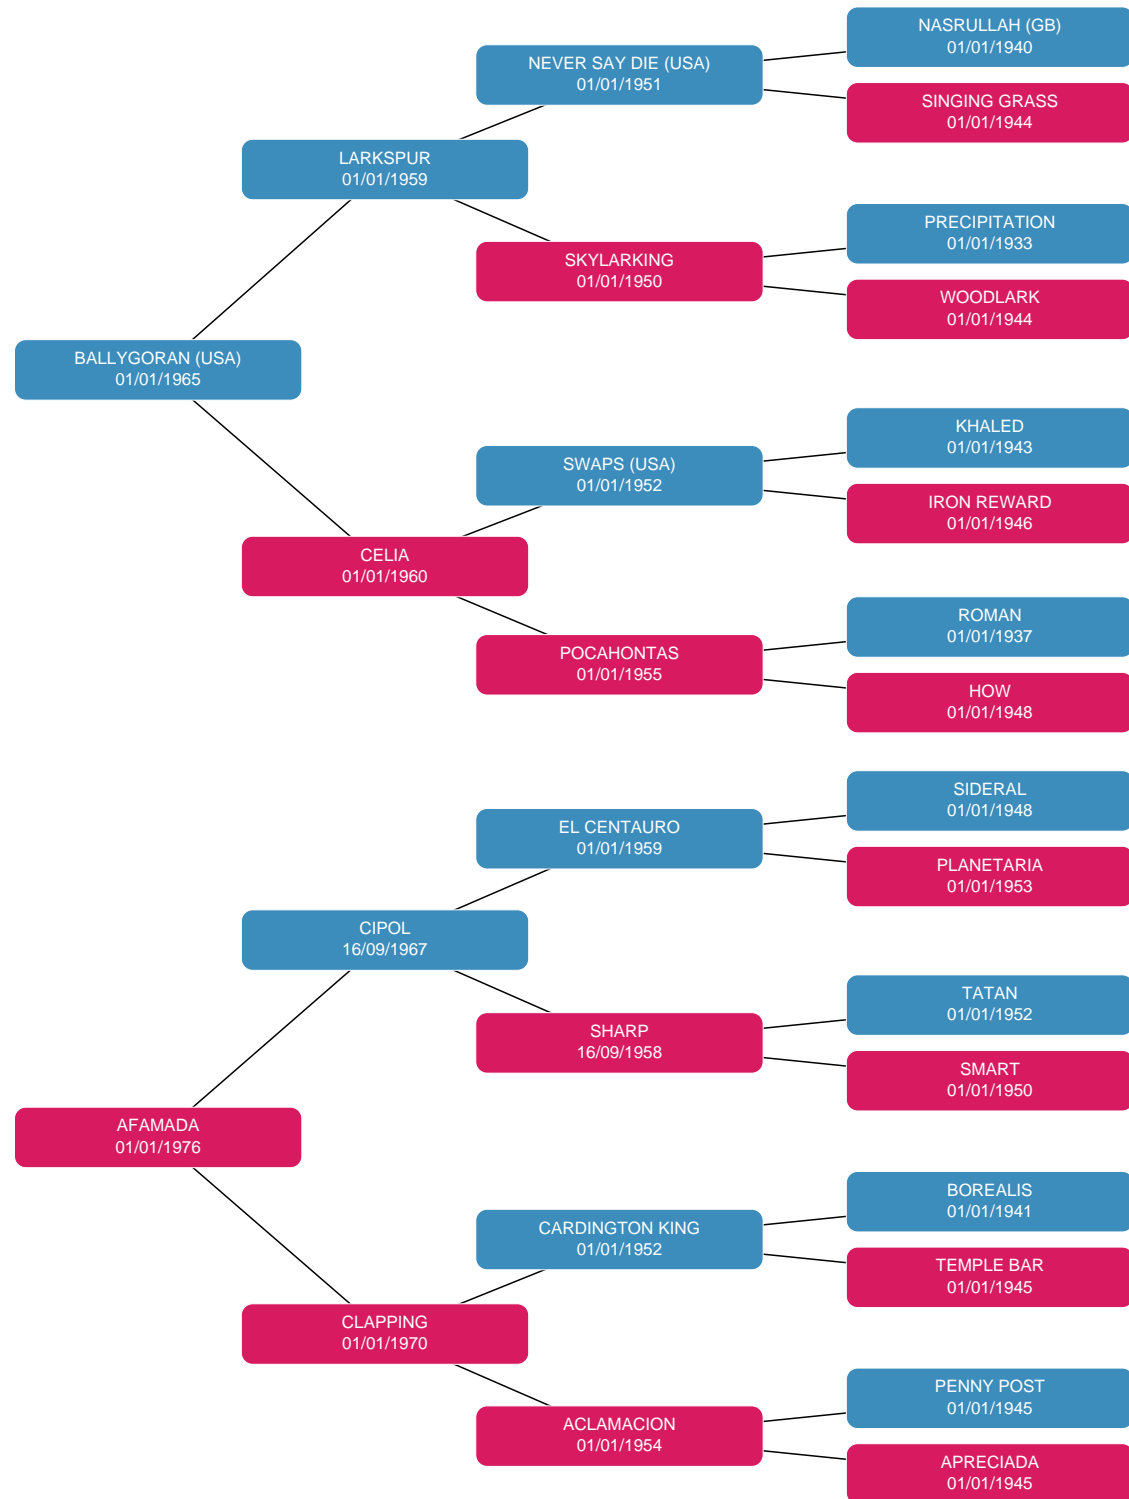 NASRULLAH (GB)
01/01/1940
NEVER SAY DIE (USA)
01/01/1951
SINGING GRASS
01/01/1944
LARKSPUR
01/01/1959
PRECIPITATION
01/01/1933
SKYLARKING
01/01/1950
WOODLARK
01/01/1944
BALLYGORAN (USA)
01/01/1965
KHALED
01/01/1943
SWAPS (USA)
01/01/1952
IRON REWARD
01/01/1946
CELIA
01/01/1960
ROMAN
01/01/1937
POCAHONTAS
01/01/1955
HOW
01/01/1948
SIDERAL
01/01/1948
EL CENTAURO
01/01/1959
PLANETARIA
01/01/1953
CIPOL
16/09/1967
TATAN
01/01/1952
SHARP
16/09/1958
SMART
01/01/1950
AFAMADA
01/01/1976
BOREALIS
01/01/1941
CARDINGTON KING
01/01/1952
TEMPLE BAR
01/01/1945
CLAPPING
01/01/1970
PENNY POST
01/01/1945
ACLAMACION
01/01/1954
APRECIADA
01/01/1945